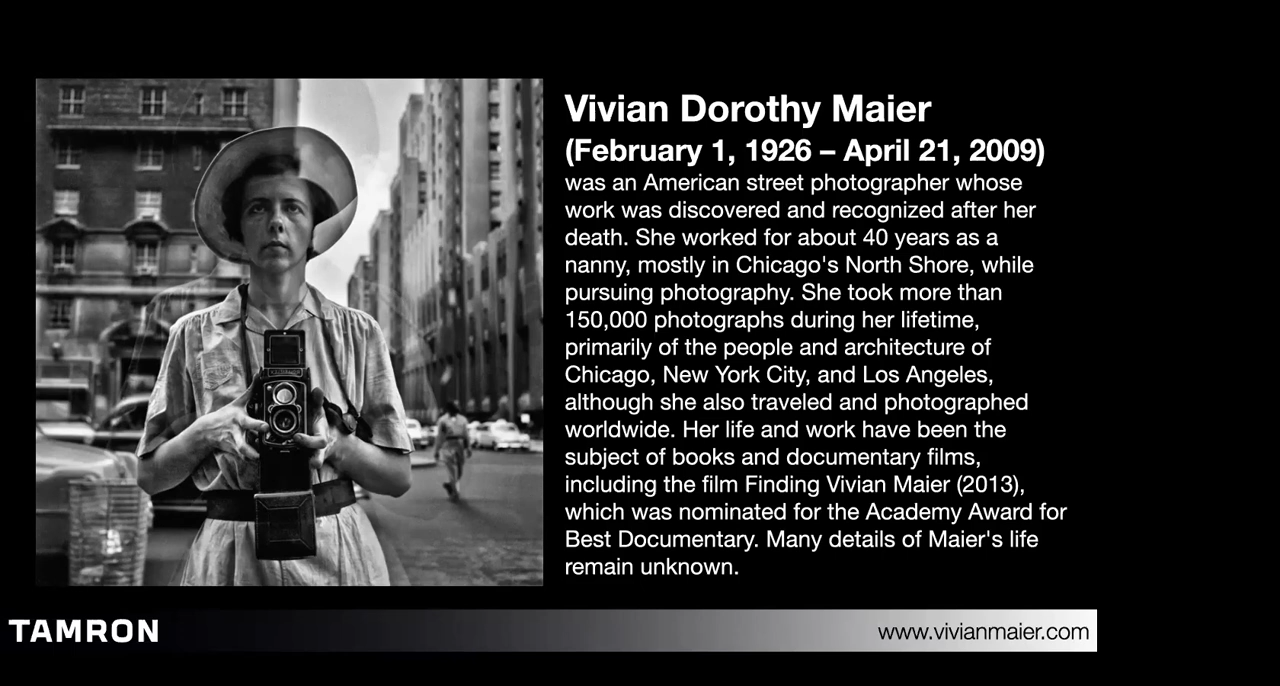 Vivian Dorothy Maier
(February 1, 1926 – April 21, 2009)
was an American street photographer whose
work was discovered and recognized after her
death. She worked for about 40 years as a
nanny, mostly in Chicago's North Shore, while
pursuing photography. She took more than
150,000 photographs during her lifetime,
primarily of the people and architecture of
Chicago, New York City, and Los Angeles,
although she also traveled and photographed
worldwide. Her life and work have been the
subject of books and documentary films,
including the film Finding Vivian Maier (2013),
which was nominated for the Academy Award for
Best Documentary. Many details of Maier's life
remain unknown.
TAMRON
www.vivianmaier.com